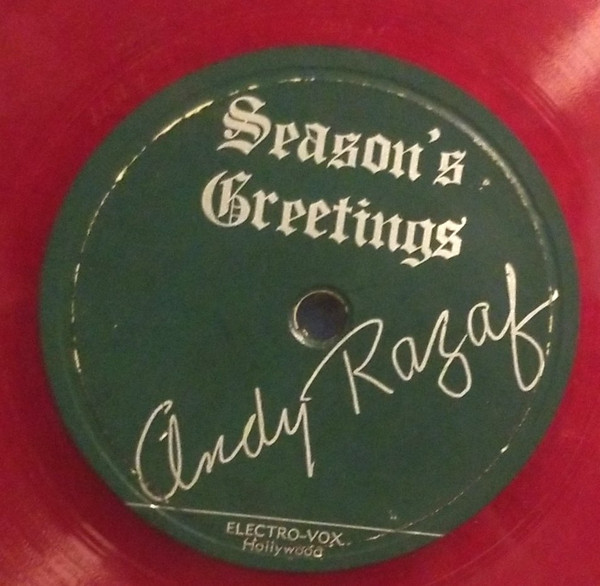 Season's
Greetings
Andy Razaf
ELECTRO-VOX
Hollywood